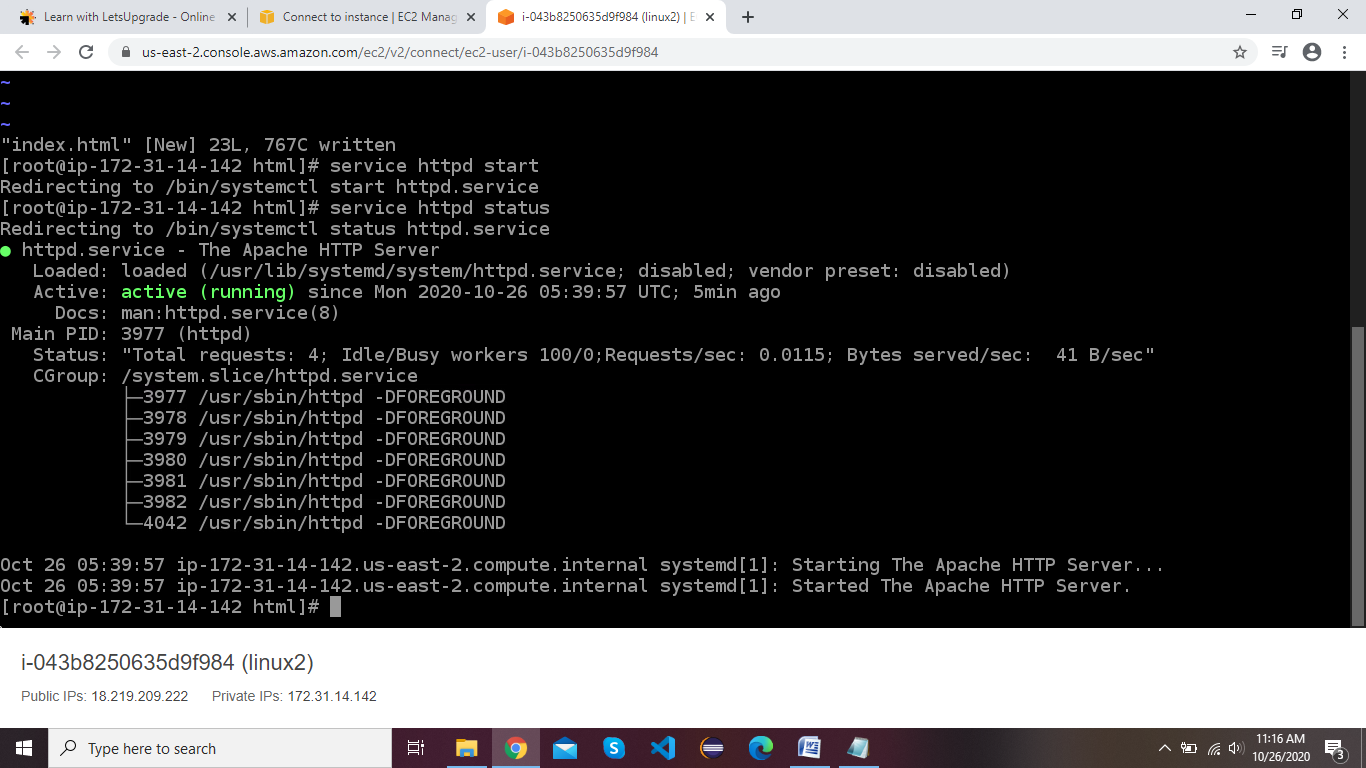 Learn with LetsUpgrade - Online
Connect to instance | EC2 Manag
i-043b8250635d9f984 (linux2) | E
us-east-2.console.aws.amazon.com/ec2/v2/connect/ec2-user/i-043b8250635d9f984
~
~
~
"index.html" [New] 23L, 767C written
[root@ip-172-31-14-142 html]# service httpd start
Redirecting to /bin/systemctl start httpd.service
[root@ip-172-31-14-142 html]# service httpd status
Redirecting to /bin/systemctl status httpd.service
● httpd.service - The Apache HTTP Server
Loaded: loaded (/usr/lib/systemd/system/httpd.service; disabled; vendor preset: disabled)
Active: active (running) since Mon 2020-10-26 05:39:57 UTC; 5min ago
Docs: man:httpd.service(8)
Main PID: 3977 (httpd)
Status: "Total requests: 4; Idle/Busy workers 100/0;Requests/sec: 0.0115; Bytes served/sec:  41 B/sec"
CGroup: /system.slice/httpd.service
├─3977 /usr/sbin/httpd -DFOREGROUND
├─3978 /usr/sbin/httpd -DFOREGROUND
├─3979 /usr/sbin/httpd -DFOREGROUND
├─3980 /usr/sbin/httpd -DFOREGROUND
├─3981 /usr/sbin/httpd -DFOREGROUND
├─3982 /usr/sbin/httpd -DFOREGROUND
└─4042 /usr/sbin/httpd -DFOREGROUND
Oct 26 05:39:57 ip-172-31-14-142.us-east-2.compute.internal systemd[1]: Starting The Apache HTTP Server...
Oct 26 05:39:57 ip-172-31-14-142.us-east-2.compute.internal systemd[1]: Started The Apache HTTP Server.
[root@ip-172-31-14-142 html]#
i-043b8250635d9f984 (linux2)
Public IPs: 18.219.209.222 Private IPs: 172.31.14.142
Type here to search
11:16 AM
10/26/2020
3